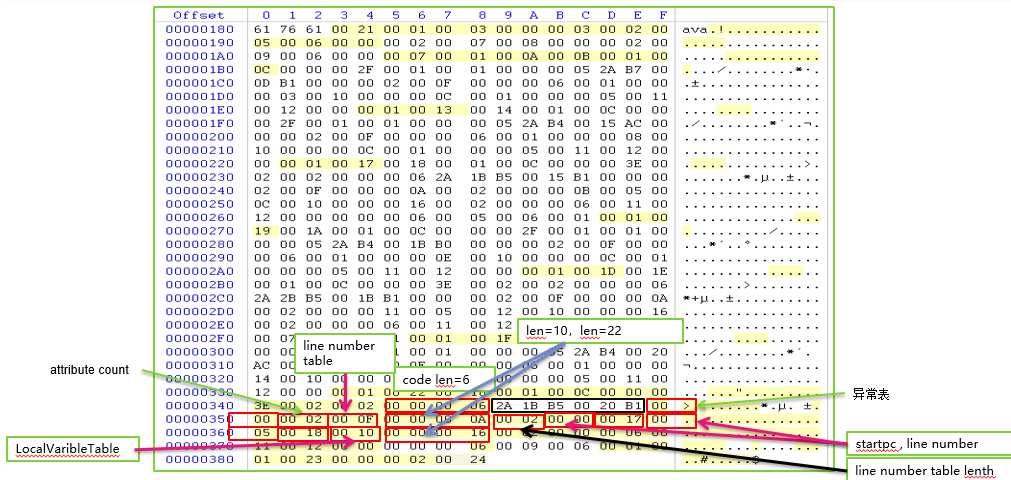 Offset 0 1 2 3 4 5 6 7 8 9 A B C D E F
00000180 61 76 61 00 21 00 01 00 03 00 00 00 03 00 02 00 ava.!...........
00000190 05 00 06 00 00 00 02 00 07 00 08 00 00 00 02 00 ................
000001A0 09 00 06 00 00 00 07 00 01 00 0A 00 0B 00 01 00 ................
000001B0 0C 00 00 00 2F 00 01 00 01 00 00 00 05 2A B7 00 ..../........*·.
000001C0 0D B1 00 00 00 02 00 0F 00 00 00 06 00 01 00 00 .±..............
000001D0 00 03 00 10 00 00 00 0C 00 01 00 00 00 05 00 11 ................
000001E0 00 12 00 00 00 01 00 13 00 14 00 01 00 0C 00 00 ................
000001F0 00 2F 00 01 00 01 00 00 00 05 2A B4 00 15 AC 00 ./........*´..¬.
00000200 00 00 02 00 0F 00 00 00 06 00 01 00 00 00 08 00 ................
00000210 10 00 00 00 0C 00 01 00 00 00 05 00 11 00 12 00 ................
00000220 00 00 01 00 17 00 18 00 01 00 0C 00 00 00 3E 00 ..............>.
00000230 02 00 02 00 00 00 06 2A 1B B5 00 15 B1 00 00 00 .......*.µ..±...
00000240 02 00 0F 00 00 00 0A 00 02 00 00 00 0B 00 05 00 ................
00000250 0C 00 10 00 00 00 16 00 02 00 00 00 06 00 11 00 ................
00000260 12 00 00 00 00 00 06 00 05 00 06 00 01 00 01 00 ................
00000270 19 00 1A 00 01 00 0C 00 00 00 2F 00 01 00 01 00 ........../.....
00000280 00 00 05 2A B4 00 1B B0 00 00 00 02 00 0F 00 00 ...*´..°........
00000290 00 06 00 01 00 00 00 0E 00 10 00 00 00 0C 00 01 ................
000002A0 00 00 00 05 00 11 00 12 00 00 00 01 00 1D 00 1E ................
000002B0 00 01 00 0C 00 00 00 3E 00 02 00 02 00 00 00 06 .......>........
000002C0 2A 2B B5 00 1B B1 00 00 00 02 00 0F 00 00 00 0A *+µ..±..........
000002D0 00 02 00 00 00 11 00 05 00 12 00 10 00 00 00 16 ................
000002E0 00 02 00 00 00 06 00 11 00 12
len=10，len=22
000002F0 00 07 00 01 00 1F
line number table
00000300 2A B4 00 20
attribute count
00000310 AC 00
code len=6
00000320 14 00 10 00
12 00 00 00
异常表
00000340 3E 00 02 00 02 00 00 00 06 2A 1B B5 00 20 B1 00 >........*.µ. ±
00000350 00 00 02 00 0F 00 00 00 0A 00 02 00 00 00 17 00
00000360 05 00 18 00 10 00 00 00 16 00 02 00 00 00 06 00
LocalVaribleTable
startpc , line number
00000370 11 00 12 06 00 09 00 06 00 01 00
00000380 01 00 23 00 00 00 02 00 24 ..#.....$
line number table lenth